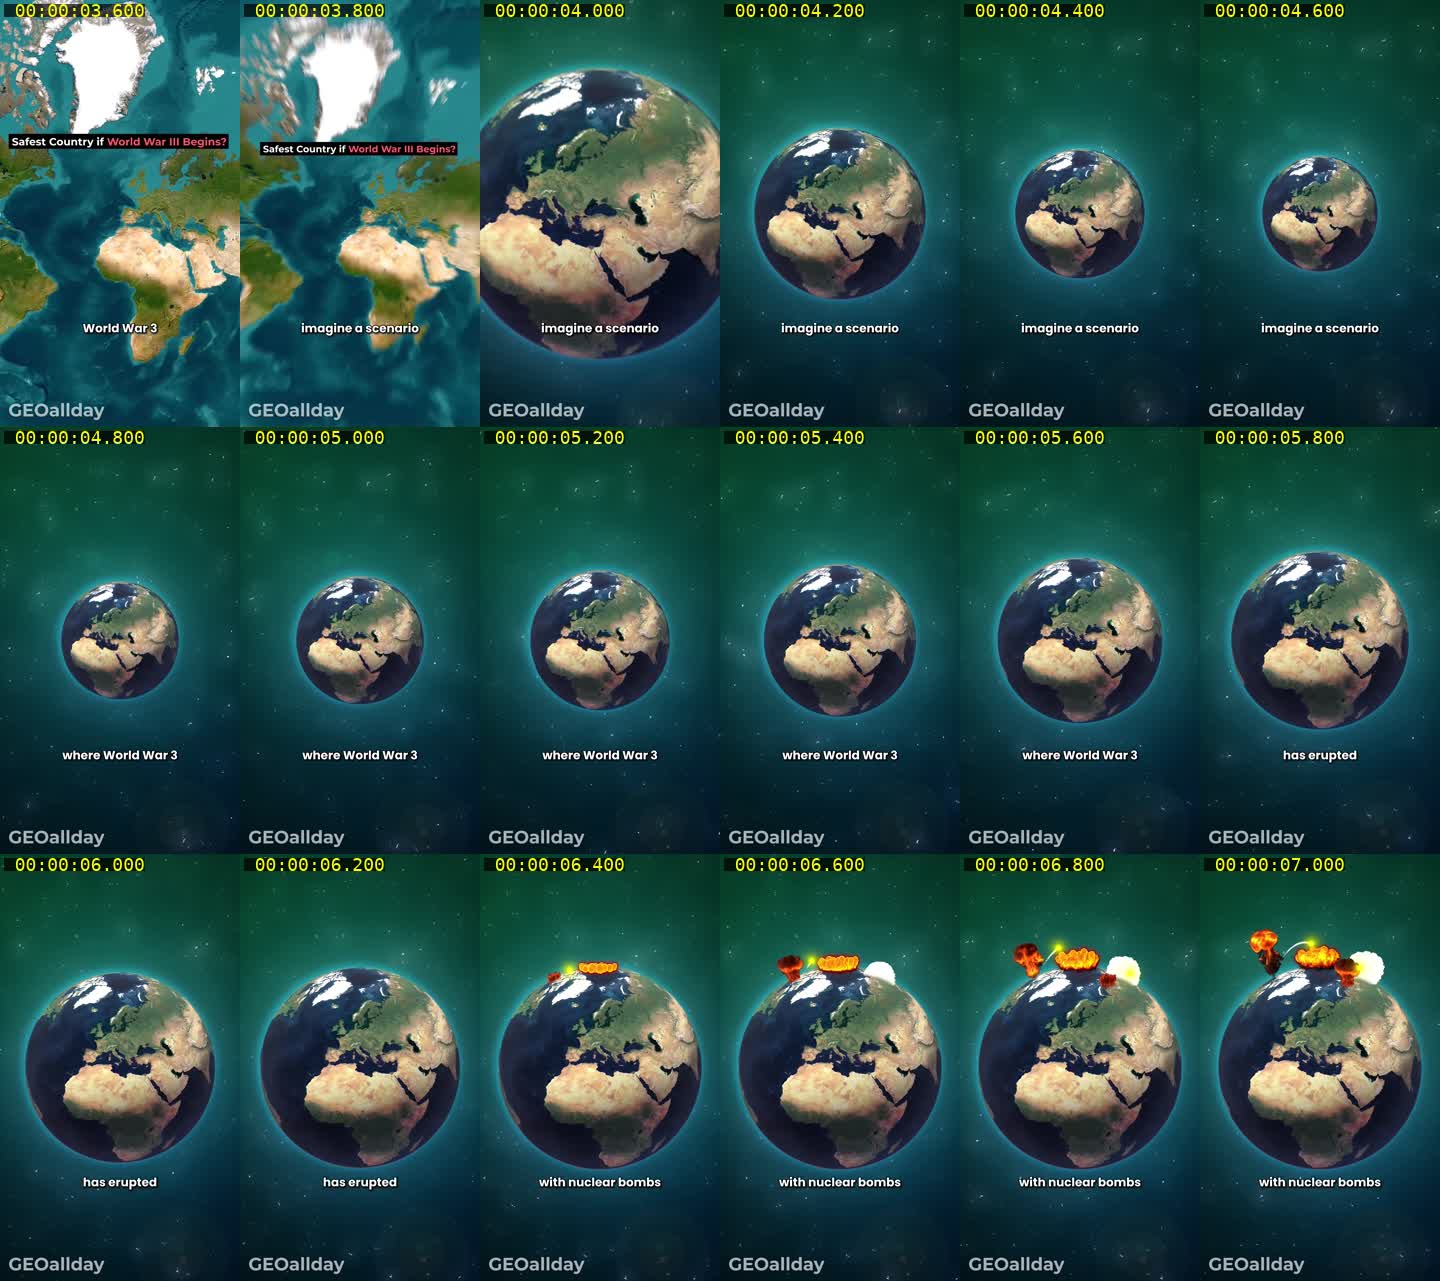 00:00:03.600
Safest Country if World War III Begins?
World War 3
GEOallday
00:00:03.800
Safest Country if World War III Begins?
imagine a scenario
GEOallday
00:00:04.000
imagine a scenario
GEOallday
00:00:04.200
imagine a scenario
GEOallday
00:00:04.400
imagine a scenario
GEOallday
00:00:04.600
imagine a scenario
GEOallday
00:00:04.800
where World War 3
GEOallday
00:00:05.000
where World War 3
GEOallday
00:00:05.200
where World War 3
GEOallday
00:00:05.400
where World War 3
GEOallday
00:00:05.600
where World War 3
GEOallday
00:00:05.800
has erupted
GEOallday
00:00:06.000
has erupted
GEOallday
00:00:06.200
has erupted
GEOallday
00:00:06.400
with nuclear bombs
GEOallday
00:00:06.600
with nuclear bombs
GEOallday
00:00:06.800
with nuclear bombs
GEOallday
00:00:07.000
with nuclear bombs
GEOallday